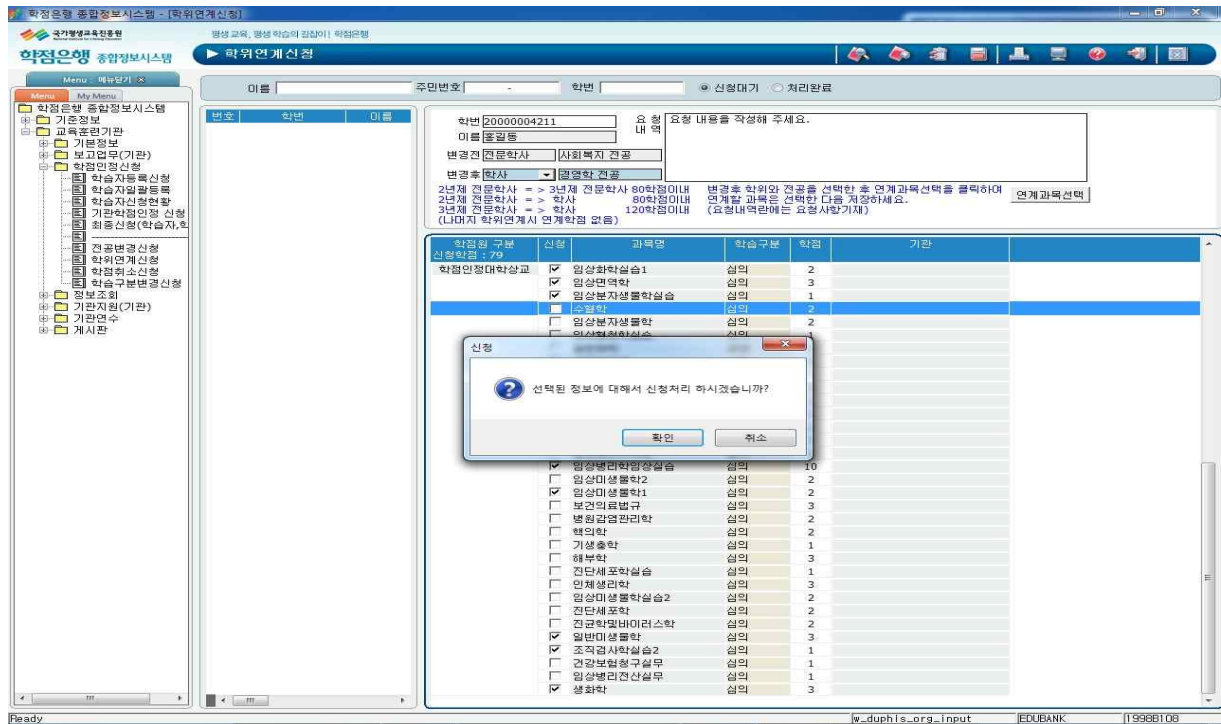 학점은행 종합정보시스템 - [학위연계신청]
국가평생교육진흥원
평생교육, 평생 학습의 길잡이! 학점은행
학점은행 종합정보시스템
▶ 학위연계신청
Menu : 메뉴닫기
Menu My Menu
이름 주민번호 - 학번 신청대기 처리완료
학점은행 종합정보시스템
기준정보
교육훈련기관
기본정보
보고업무(기관)
학점인정신청
학습자등록신청
학습자일괄등록
학습자신청현황
기관학점인정 신청
최종신청(학습자,학
전공변경신청
학위연계신청
학점취소신청
학습구분변경신청
정보조회
기관지원(기관)
기관연수
게시판
번호 학번 이름
학번 20000004211
이름 홍길동
변경전 전문학사 사회복지 전공
변경후 학사 경영학 전공
요청내역 요청 내용을 작성해 주세요.
2년제 전문학사 = > 3년제 전문학사 80학점이내
2년제 전문학사 = > 학사 80학점이내
3년제 전문학사 = > 학사 120학점이내
(나머지 학위연계시 연계학점 없음)
변경후 학위와 전공을 선택한 후 연계과목선택을 클릭하여
연계할 과목은 선택한 다음 저장하세요.
(요청내역란에는 요청사항기재)
연계과목선택
학점원 구분 신청 과목명 학습구분 학점 기관
신청학점 : 79
학점인정대학상교 임상화학실습1 심의 2
임상면역학 심의 3
임상분자생물학실습 심의 1
수혈학 심의 2
임상분자생물학 심의 2
임상혈청학실습 심의 1
신청
선택된 정보에 대해서 신청처리 하시겠습니까?
확인 취소
임상병리학임상실습 심의 10
임상미생물학2 심의 2
임상미생물학1 심의 2
보건의료법규 심의 3
병원감염관리학 심의 2
핵의학 심의 2
기생충학 심의 1
해부학 심의 3
진단세포학실습 심의 1
인체생리학 심의 3
임상미생물학실습2 심의 2
진단세포학 심의 2
진균학및바이러스학 심의 2
일반미생물학 심의 3
조직검사학실습2 심의 1
건강보험청구실무 심의 1
임상병리전산실무 심의 1
생화학 심의 3
Ready w_duphis_org_input EDUBANK 1998B108